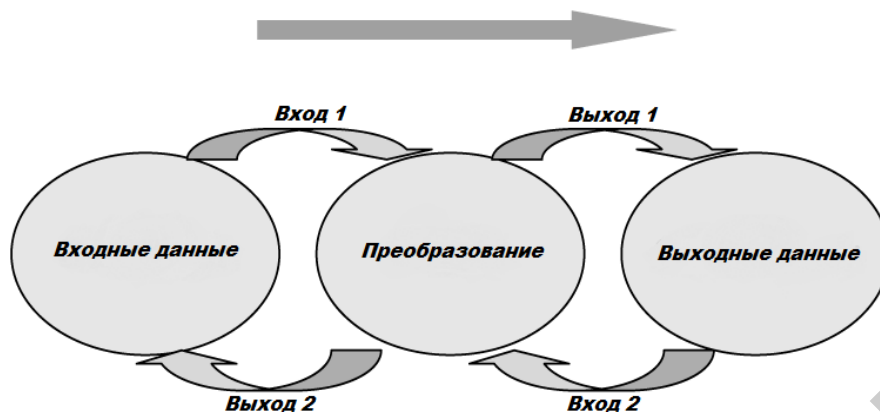 Вход 1
Выход 1
Входные данные
Преобразование
Выходные данные
Выход 2
Вход 2